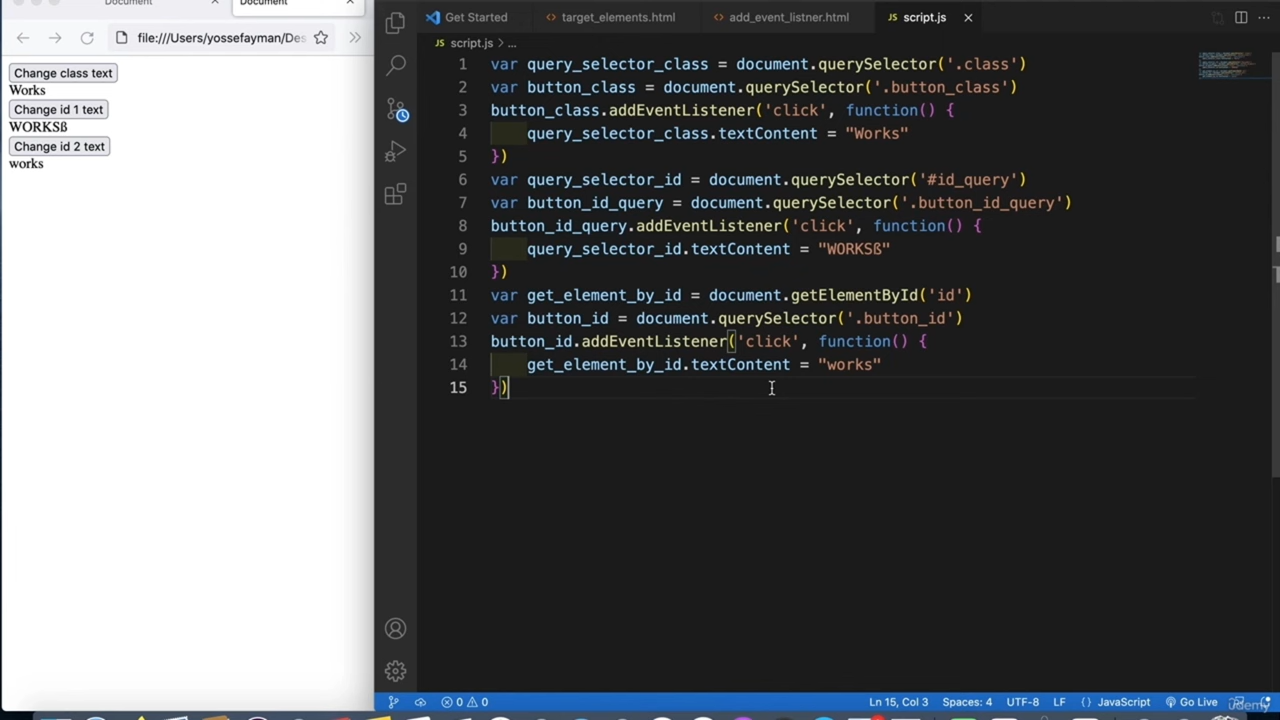 Document
Document
file:///Users/yossefayman/Des
Change class text
Works
Change id 1 text
WORKSß
Change id 2 text
works
Get Started
target_elements.html
add_event_listner.html
script.js
script.js > ...
1 var query_selector_class = document.querySelector('.class')
2 var button_class = document.querySelector('.button_class')
3 button_class.addEventListener('click', function() {
4 query_selector_class.textContent = "Works"
5 })
6 var query_selector_id = document.querySelector('#id_query')
7 var button_id_query = document.querySelector('.button_id_query')
8 button_id_query.addEventListener('click', function() {
9 query_selector_id.textContent = "WORKSß"
10 })
11 var get_element_by_id = document.getElementById('id')
12 var button_id = document.querySelector('.button_id')
13 button_id.addEventListener('click', function() {
14 get_element_by_id.textContent = "works"
15 })
0 0 Ln 15, Col 3 Spaces: 4 UTF-8 LF {} JavaScript Go Live
udemy